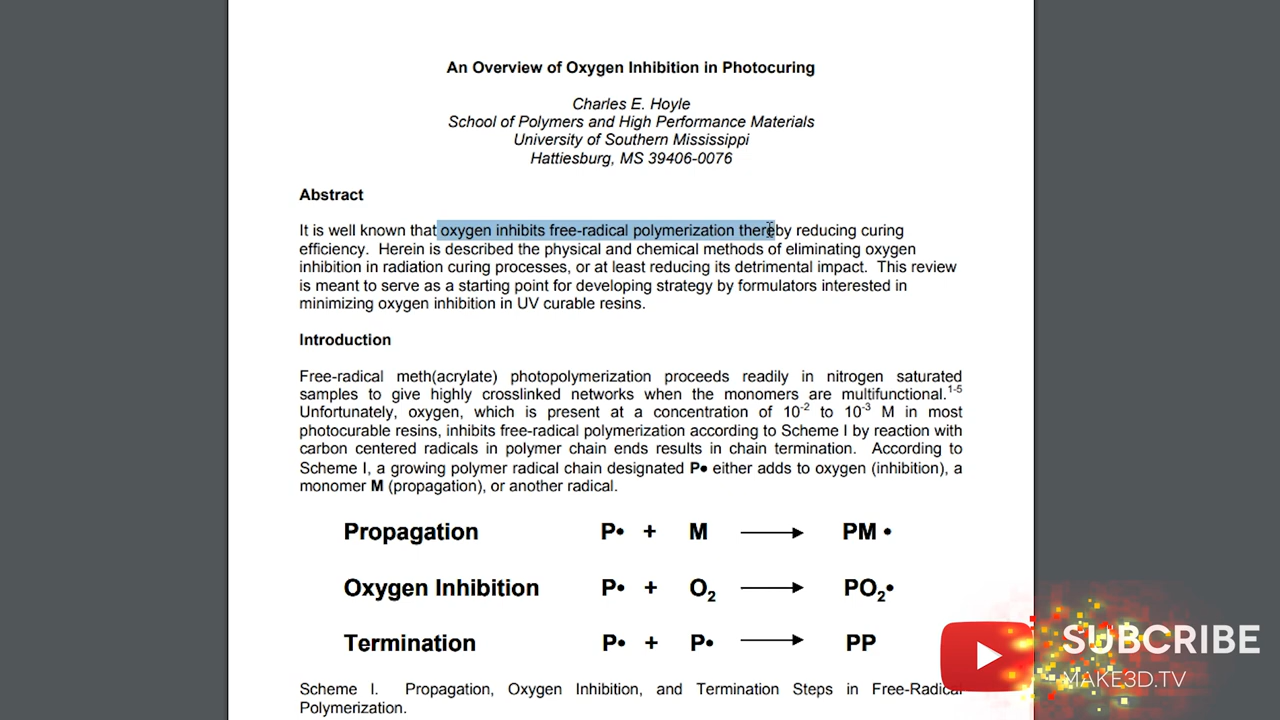 An Overview of Oxygen Inhibition in Photocuring
Charles E. Hoyle
School of Polymers and High Performance Materials
University of Southern Mississippi
Hattiesburg, MS 39406-0076
Abstract
It is well known that oxygen inhibits free-radical polymerization thereby reducing curing
efficiency. Herein is described the physical and chemical methods of eliminating oxygen
inhibition in radiation curing processes, or at least reducing its detrimental impact. This review
is meant to serve as a starting point for developing strategy by formulators interested in
minimizing oxygen inhibition in UV curable resins.
Introduction
Free-radical meth(acrylate) photopolymerization proceeds readily in nitrogen saturated
samples to give highly crosslinked networks when the monomers are multifunctional.¹⁻⁵
Unfortunately, oxygen, which is present at a concentration of 10⁻² to 10⁻³ M in most
photocurable resins, inhibits free-radical polymerization according to Scheme I by reaction with
carbon centered radicals in polymer chain ends results in chain termination. According to
Scheme I, a growing polymer radical chain designated P• either adds to oxygen (inhibition), a
monomer M (propagation), or another radical.
Propagation P• + M ⟶ PM •
Oxygen Inhibition P• + O₂ ⟶ PO₂•
Termination P• + P• ⟶ PP
Scheme I. Propagation, Oxygen Inhibition, and Termination Steps in Free-Radical
Polymerization.
SUBCRIBE
MAKE3D.TV